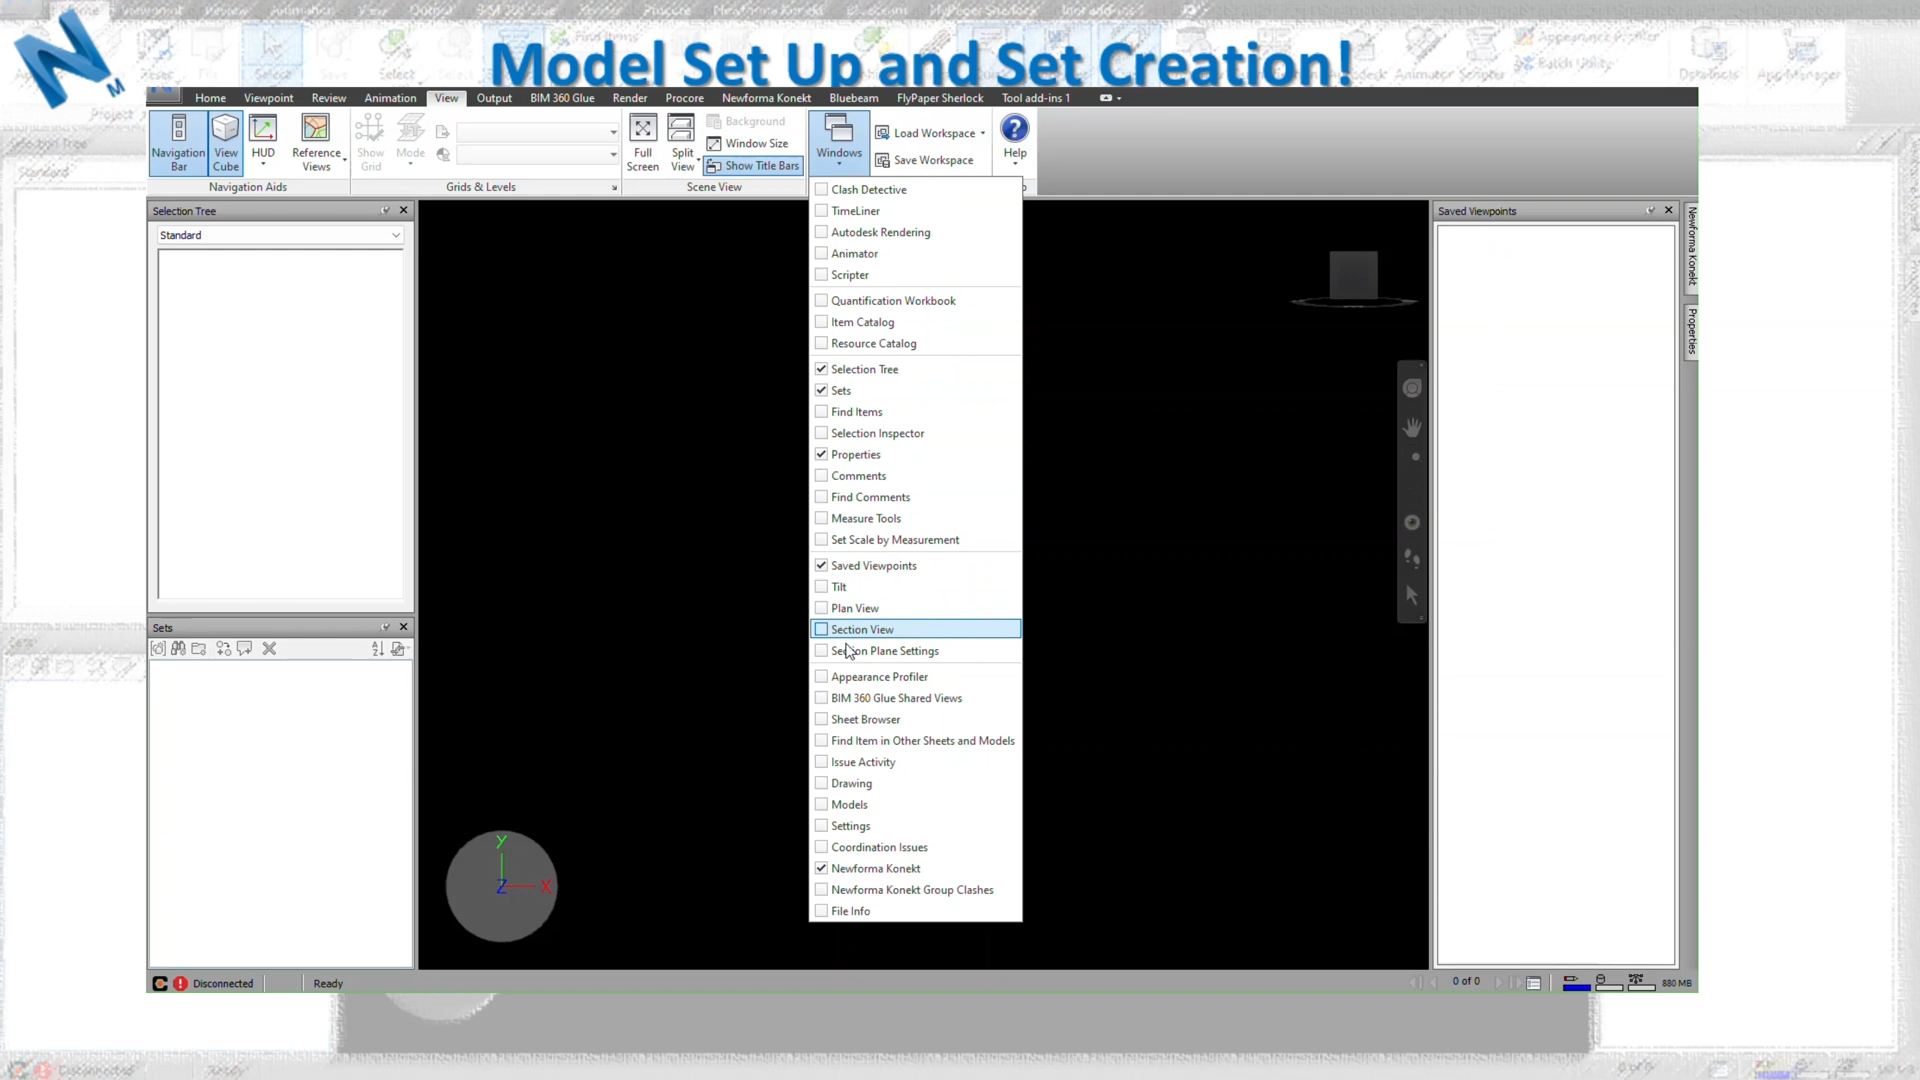 Model Set Up and Set Creation!
Home Viewpoint Review Animation View Output BIM 360 Glue Render Procore Newforma Konekt Bluebeam FlyPaper Sherlock Tool add-ins 1
Navigation Bar
View Cube
HUD
Reference Views
Show Grid
Mode
Full Screen
Split View
Background
Window Size
Show Title Bars
Windows
Load Workspace
Save Workspace
Help
Navigation Aids
Grids & Levels
Scene View
Selection Tree
Standard
Sets
Clash Detective
TimeLiner
Autodesk Rendering
Animator
Scripter
Quantification Workbook
Item Catalog
Resource Catalog
Selection Tree
Sets
Find Items
Selection Inspector
Properties
Comments
Find Comments
Measure Tools
Set Scale by Measurement
Saved Viewpoints
Tilt
Plan View
Section View
Section Plane Settings
Appearance Profiler
BIM 360 Glue Shared Views
Sheet Browser
Find Item in Other Sheets and Models
Issue Activity
Drawing
Models
Settings
Coordination Issues
Newforma Konekt
Newforma Konekt Group Clashes
File Info
Saved Viewpoints
Newforma Konekt
Properties
Y
Z X
Disconnected
Ready
0 of 0
880 MB